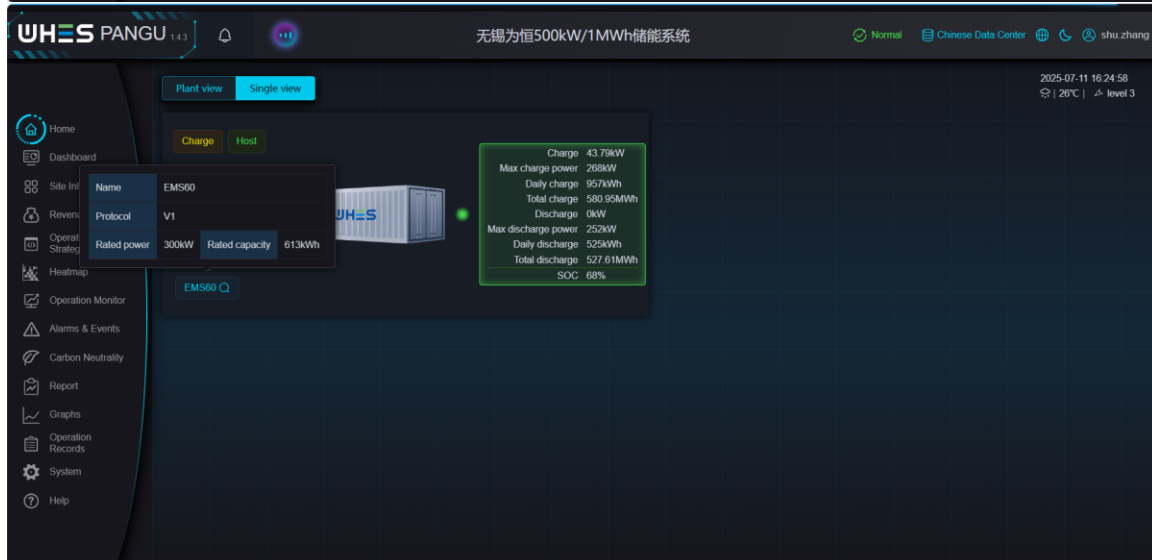 WHES PANGU 1.4.3
无锡为恒500kW/1MWh储能系统
Normal
Chinese Data Center
shu.zhang
Plant view
Single view
2025-07-11 16:24:58
26℃ | level 3
Home
Dashboard
Site Inf
Revenu
Operati
Strateg
Heatmap
Operation Monitor
Alarms & Events
Carbon Neutrality
Report
Graphs
Operation
Records
System
Help
Charge
Host
Name EMS60
Protocol V1
Rated power 300kW Rated capacity 613kWh
WHES
EMS60
Charge 43.79kW
Max charge power 268kW
Daily charge 957kWh
Total charge 580.95MWh
Discharge 0kW
Max discharge power 252kW
Daily discharge 525kWh
Total discharge 527.61MWh
SOC 68%